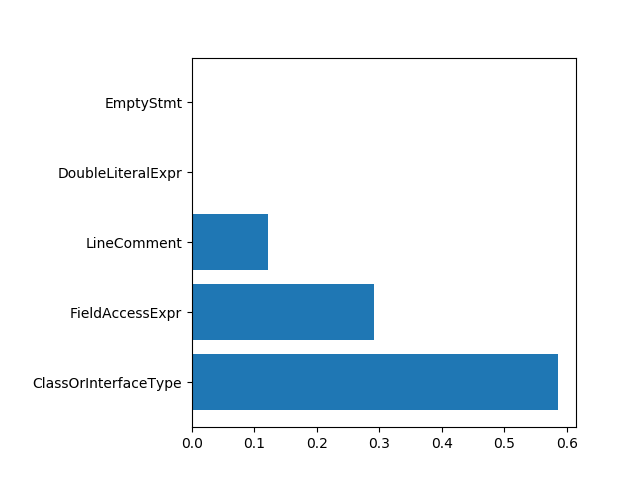 EmptyStmt
DoubleLiteralExpr
LineComment
FieldAccessExpr
ClassOrInterfaceType
0.0 0.1 0.2 0.3 0.4 0.5 0.6